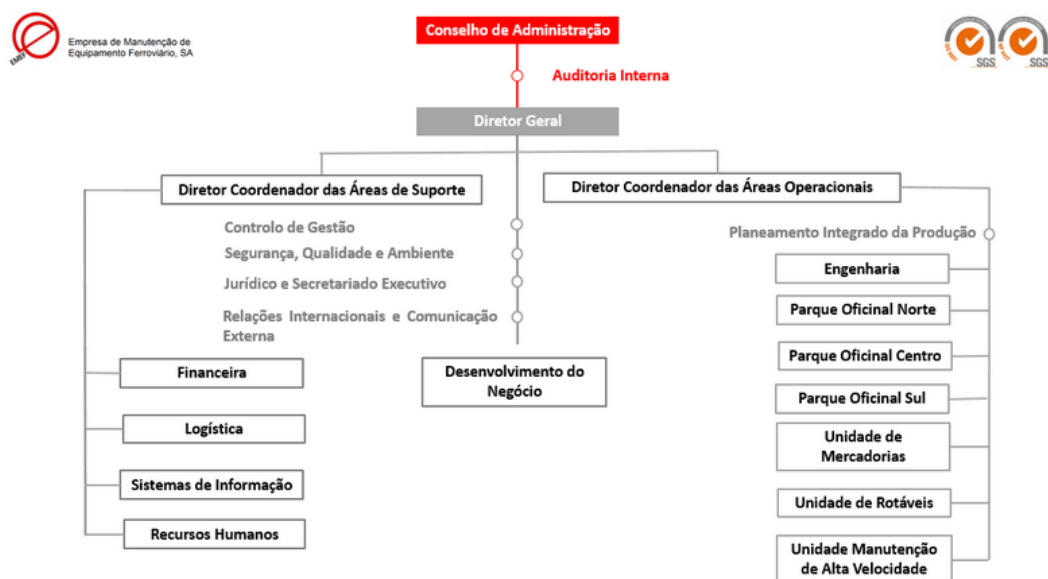 EMEF
Empresa de Manutenção de
Equipamento Ferroviário, SA
Conselho de Administração
SGS
SGS
Auditoria Interna
Diretor Geral
Diretor Coordenador das Áreas de Suporte
Diretor Coordenador das Áreas Operacionais
Controlo de Gestão
Segurança, Qualidade e Ambiente
Jurídico e Secretariado Executivo
Relações Internacionais e Comunicação
Externa
Planeamento Integrado da Produção
Engenharia
Parque Oficinal Norte
Parque Oficinal Centro
Parque Oficinal Sul
Unidade de
Mercadorias
Unidade de Rotáveis
Unidade Manutenção
de Alta Velocidade
Financeira
Logística
Sistemas de Informação
Recursos Humanos
Desenvolvimento do
Negócio